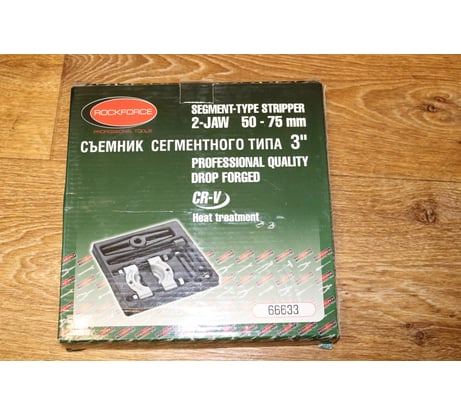 ROCKFORCE
PROFESSIONAL TOOLS
SEGMENT-TYPE STRIPPER
2-JAW 50 - 75 mm
СЪЕМНИК СЕГМЕНТНОГО ТИПА 3"
PROFESSIONAL QUALITY
DROP FORGED
CR-V
Heat treatment
66633